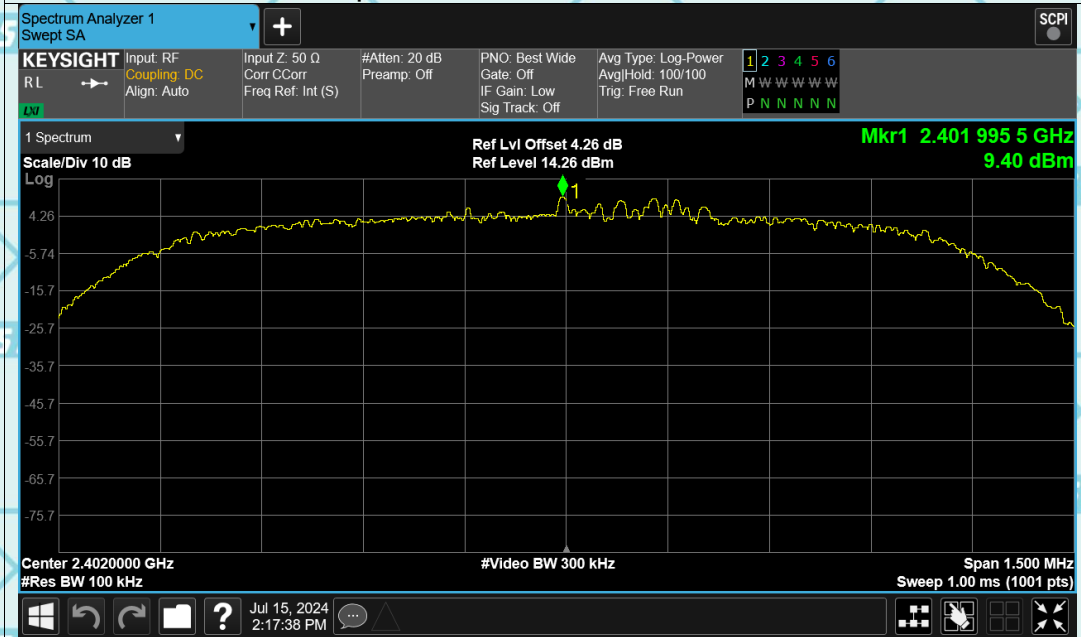 Spectrum Analyzer 1
Swept SA
+
SCPI
KEYSIGHT
R L
LXI
Input: RF
Coupling: DC
Align: Auto
Input Z: 50 Ω
Corr CCorr
Freq Ref: Int (S)
#Atten: 20 dB
Preamp: Off
PNO: Best Wide
Gate: Off
IF Gain: Low
Sig Track: Off
Avg Type: Log-Power
Avg|Hold: 100/100
Trig: Free Run
1 2 3 4 5 6
M W W W W W
P N N N N N
1 Spectrum
Scale/Div 10 dB
Log
Ref Lvl Offset 4.26 dB
Ref Level 14.26 dBm
Mkr1 2.401 995 5 GHz
9.40 dBm
1
4.26
-5.74
-15.7
-25.7
-35.7
-45.7
-55.7
-65.7
-75.7
Center 2.4020000 GHz
#Res BW 100 kHz
#Video BW 300 kHz
Span 1.500 MHz
Sweep 1.00 ms (1001 pts)
?
Jul 15, 2024
2:17:38 PM